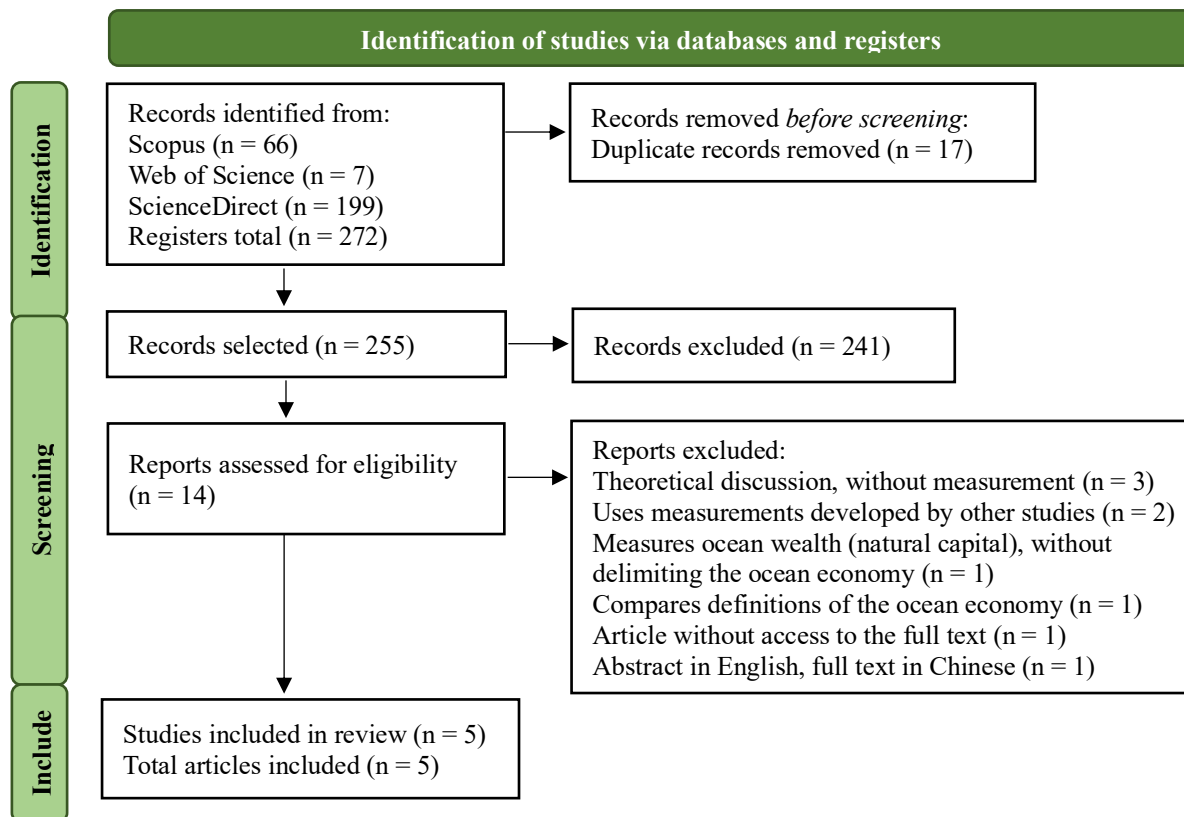 Identification of studies via databases and registers
Identification
Records identified from:
Scopus (n = 66)
Web of Science (n = 7)
ScienceDirect (n = 199)
Registers total (n = 272)
Records removed before screening:
Duplicate records removed (n = 17)
Screening
Records selected (n = 255)
Records excluded (n = 241)
Reports assessed for eligibility
(n = 14)
Reports excluded:
Theoretical discussion, without measurement (n = 3)
Uses measurements developed by other studies (n = 2)
Measures ocean wealth (natural capital), without
delimiting the ocean economy (n = 1)
Compares definitions of the ocean economy (n = 1)
Article without access to the full text (n = 1)
Abstract in English, full text in Chinese (n = 1)
Include
Studies included in review (n = 5)
Total articles included (n = 5)